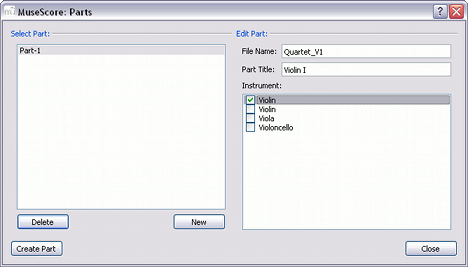 MuseScore: Parts
Select Part:
Part-1
Delete
New
Edit Part:
File Name: Quartet_V1
Part Title: Violin I
Instrument:
Violin
Violin
Viola
Violoncello
Create Part
Close